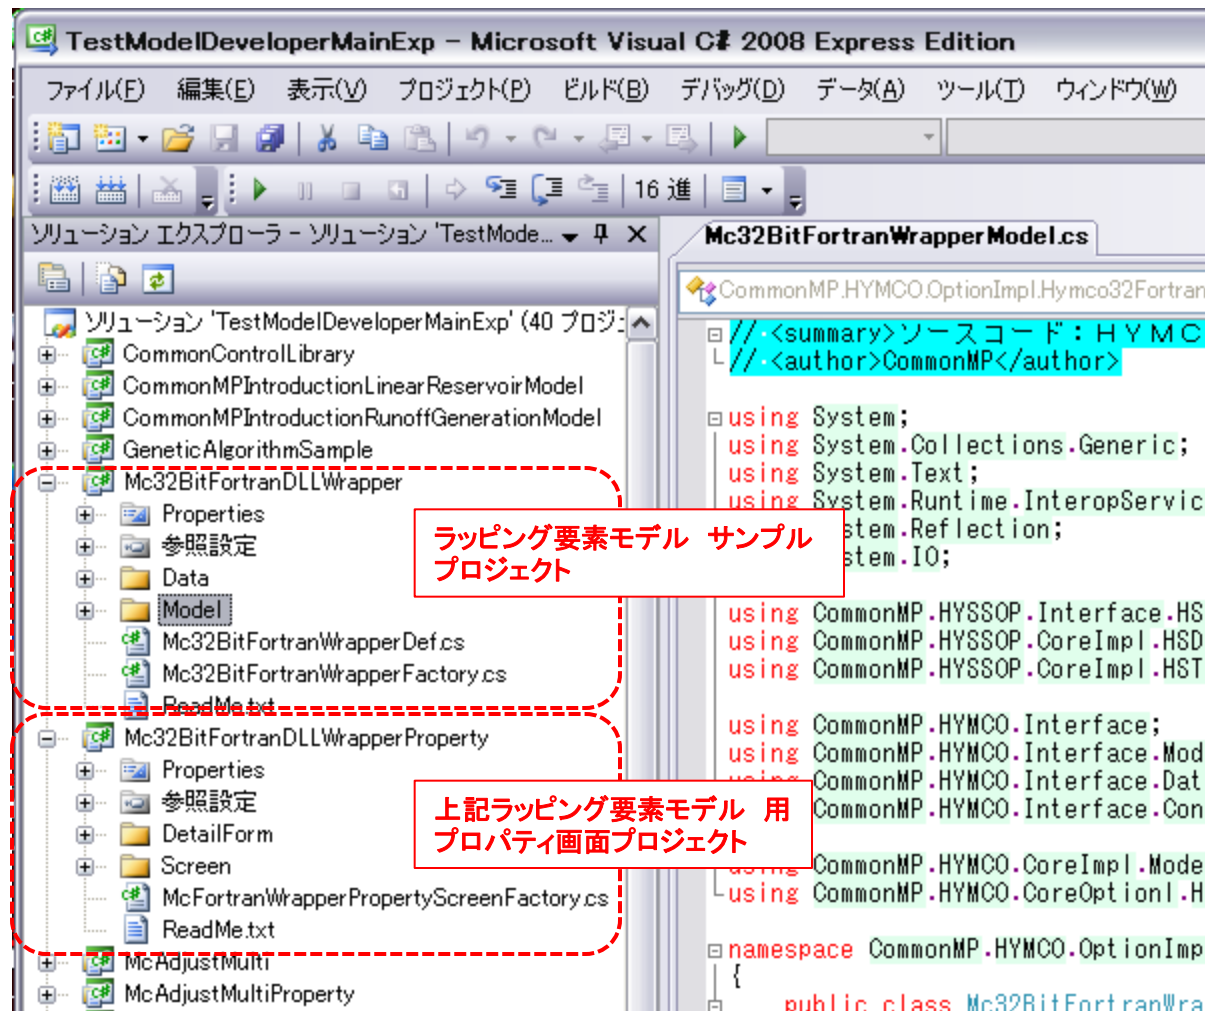 TestModelDeveloperMainExp – Microsoft Visual C# 2008 Express Edition
ファイル(F) 編集(E) 表示(V) プロジェクト(P) ビルド(B) デバッグ(D) データ(A) ツール(T) ウィンドウ(W)
16 進
ソリューション エクスプローラ - ソリューション 'TestMode...
Mc32BitFortranWrapperModel.cs
CommonMP.HYMCO.OptionImpl.Hymco32Fortran
ソリューション 'TestModelDeveloperMainExp' (40 プロジ
CommonControlLibrary
CommonMPIntroductionLinearReservoirModel
CommonMPIntroductionRunoffGenerationModel
GeneticAlgorithmSample
Mc32BitFortranDLLWrapper
Properties
参照設定
Data
Model
Mc32BitFortranWrapperDef.cs
Mc32BitFortranWrapperFactory.cs
ReadMe.txt
Mc32BitFortranDLLWrapperProperty
Properties
参照設定
DetailForm
Screen
McFortranWrapperPropertyScreenFactory.cs
ReadMe.txt
McAdjustMulti
McAdjustMultiProperty
ラッピング要素モデル サンプル
プロジェクト
上記ラッピング要素モデル 用
プロパティ画面プロジェクト
// <summary>ソースコード:ＨＹＭＣ
// <author>CommonMP</author>
using System;
using System.Collections.Generic;
using System.Text;
using System.Runtime.InteropServic
stem.Reflection;
stem.IO;
using CommonMP.HYSSOP.Interface.HS
using CommonMP.HYSSOP.CoreImpl.HSD
using CommonMP.HYSSOP.CoreImpl.HST
using CommonMP.HYMCO.Interface;
using CommonMP.HYMCO.Interface.Mod
using CommonMP.HYMCO.Interface.Dat
CommonMP.HYMCO.Interface.Con
using CommonMP.HYMCO.CoreImpl.Mode
using CommonMP.HYMCO.CoreOptionI.H
namespace CommonMP.HYMCO.OptionImp
{
public class Mc32BitFortranWra